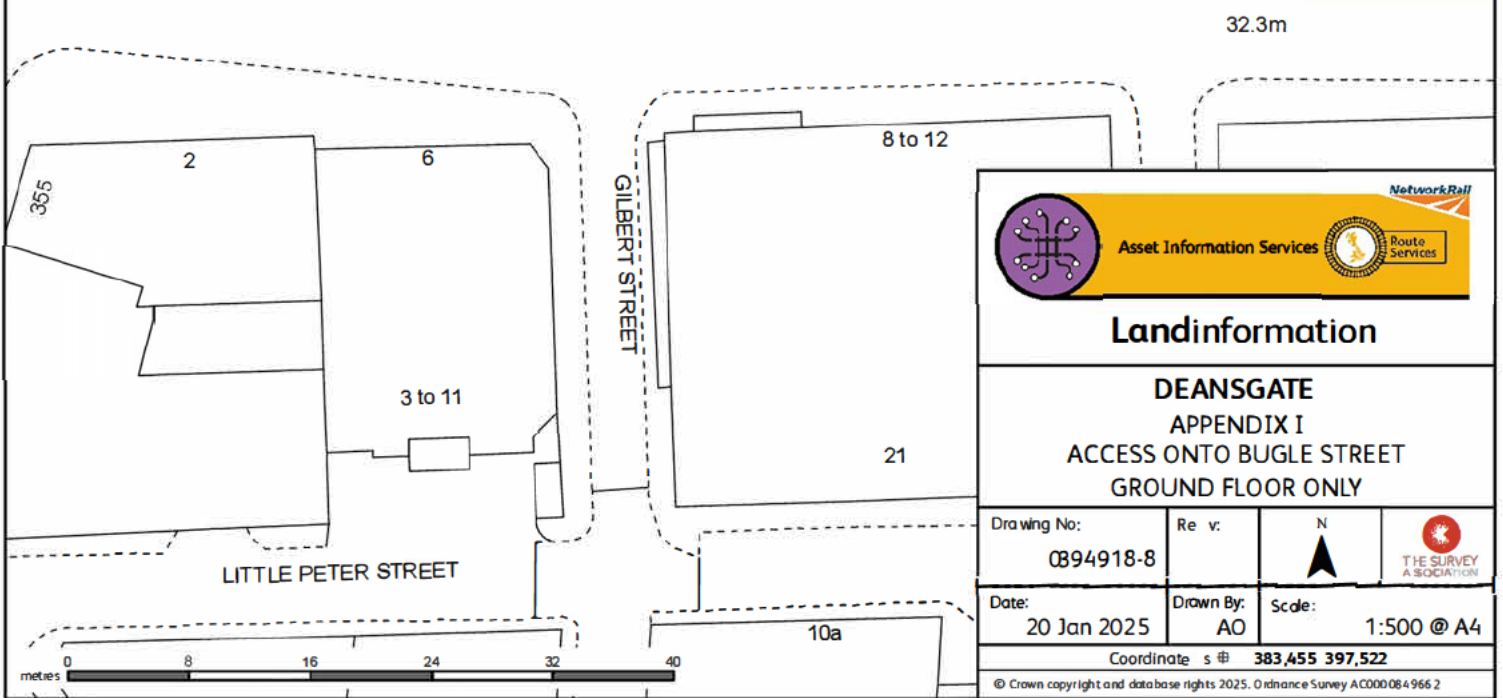 32.3m
2
6
8 to 12
355
GILBERT STREET
3 to 11
21
LITTLE PETER STREET
10a
metres
0 8 16 24 32 40
NetworkRail
Asset Information Services
Route
Services
Landinformation
DEANSGATE
APPENDIX I
ACCESS ONTO BUGLE STREET
GROUND FLOOR ONLY
Drawing No:
0394918-8
Re v:
N
THE SURVEY
ASSOCIATION
Date:
20 Jan 2025
Drawn By:
AO
Scale:
1:500 @ A4
Coordinate s 383,455 397,522
© Crown copyright and database rights 2025. Ordnance Survey AC0000849662